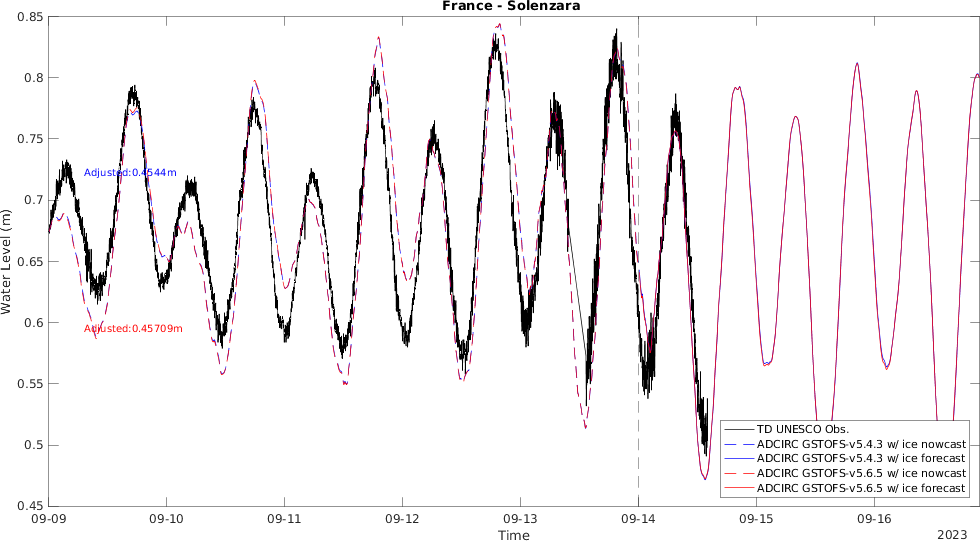 France - Solenzara
0.85
0.8
0.75
0.7
0.65
0.6
0.55
0.5
0.45
Water Level (m)
Adjusted:0.4544m
Adjusted:0.45709m
TD UNESCO Obs.
ADCIRC GSTOFS-v5.4.3 w/ ice nowcast
ADCIRC GSTOFS-v5.4.3 w/ ice forecast
ADCIRC GSTOFS-v5.6.5 w/ ice nowcast
ADCIRC GSTOFS-v5.6.5 w/ ice forecast
09-09 09-10 09-11 09-12 09-13 09-14 09-15 09-16
Time
2023